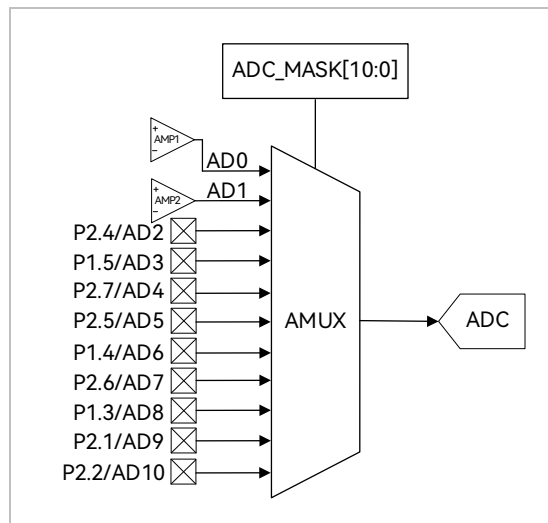 ADC_MASK[10:0]
+
AMP1
−
AD0
+
AMP2
−
AD1
P2.4/AD2
P1.5/AD3
P2.7/AD4
P2.5/AD5
P1.4/AD6
P2.6/AD7
P1.3/AD8
P2.1/AD9
P2.2/AD10
AMUX
ADC